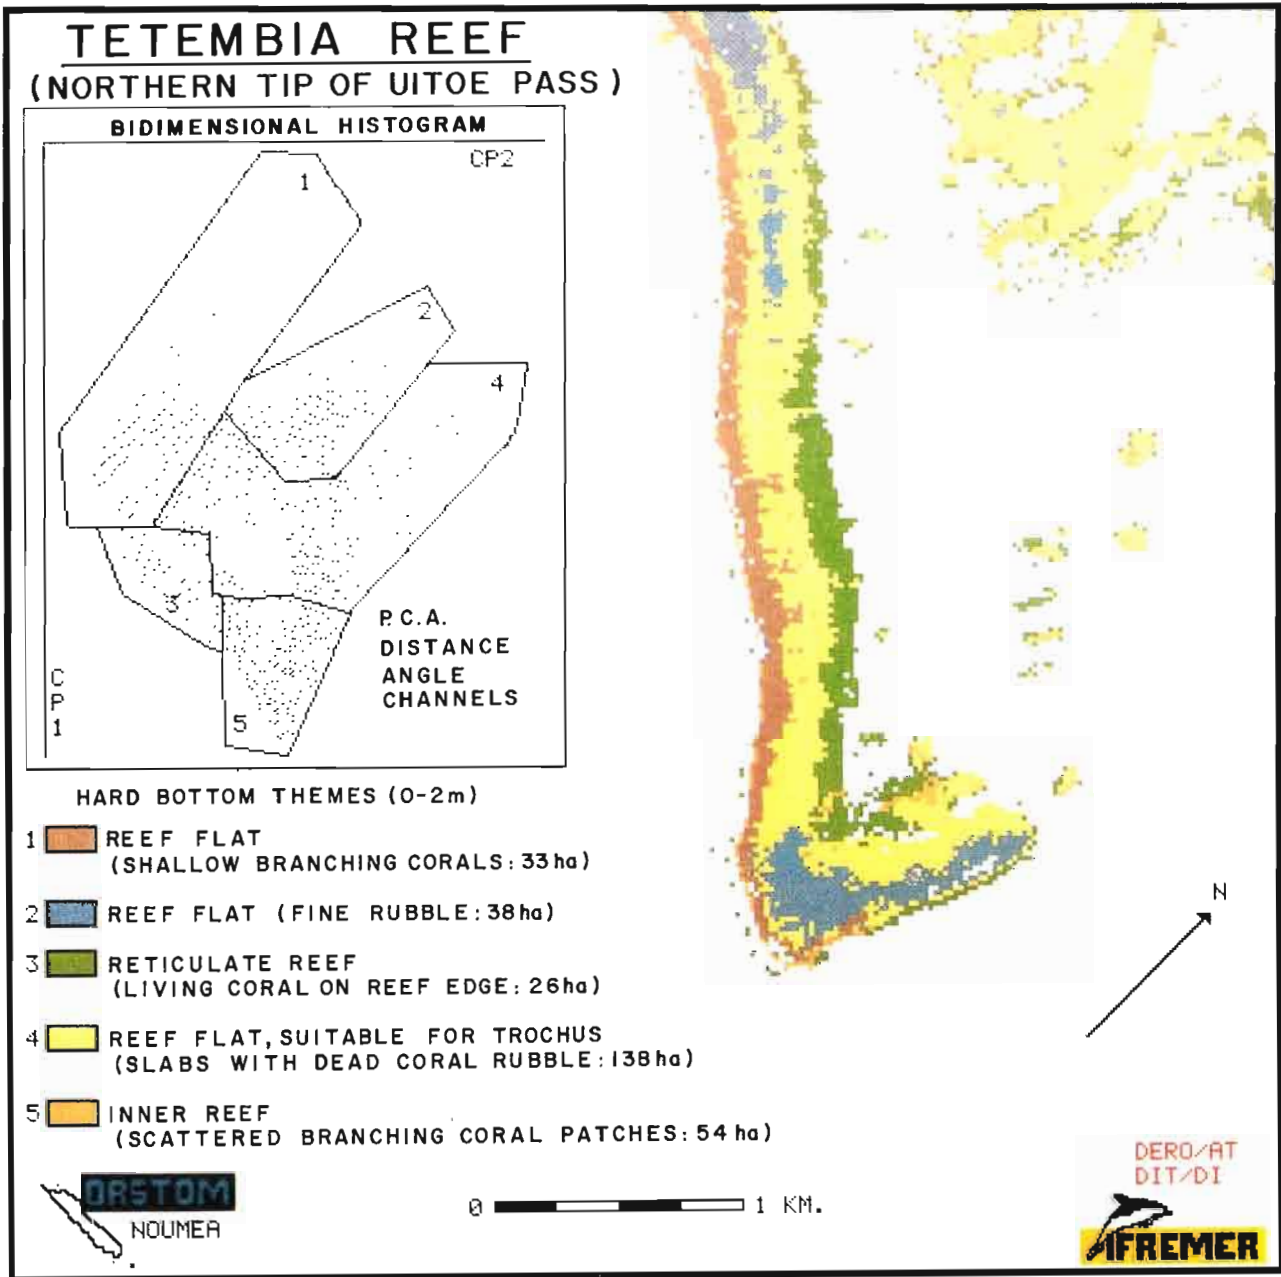 TETEMBIA REEF
(NORTHERN TIP OF UITOE PASS)
BIDIMENSIONAL HISTOGRAM
CP2
1
2
4
3
5
C
P
1
P.C.A.
DISTANCE
ANGLE
CHANNELS
HARD BOTTOM THEMES (0-2m)
1 REEF FLAT
(SHALLOW BRANCHING CORALS: 33 ha)
2 REEF FLAT (FINE RUBBLE: 38 ha)
3 RETICULATE REEF
(LIVING CORAL ON REEF EDGE: 26 ha)
4 REEF FLAT, SUITABLE FOR TROCHUS
(SLABS WITH DEAD CORAL RUBBLE: 138 ha)
5 INNER REEF
(SCATTERED BRANCHING CORAL PATCHES: 54 ha)
N
ORSTOM
NOUMEA
0 1 KM.
DERO/AT
DIT/DI
IFREMER